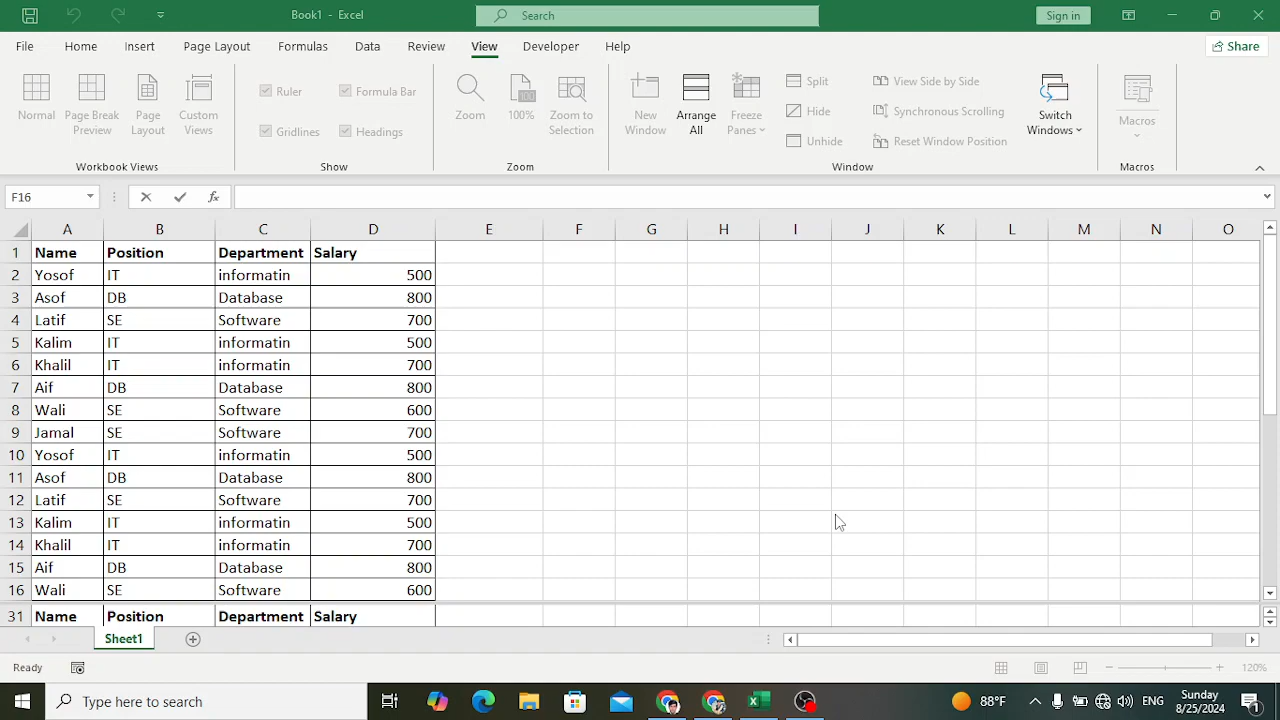 Book1 - Excel
Search
Sign in
File Home Insert Page Layout Formulas Data Review View Developer Help
Share
Normal
Page Break Preview
Page Layout
Custom Views
Workbook Views
Ruler
Formula Bar
Gridlines
Headings
Show
Zoom
100%
Zoom to Selection
Zoom
New Window
Arrange All
Freeze Panes
Split
Hide
Unhide
View Side by Side
Synchronous Scrolling
Reset Window Position
Window
Switch Windows
Macros
Macros
F16
fx
A B C D E F G H I J K L M N O
1 Name Position Department Salary
2 Yosof IT informatin 500
3 Asof DB Database 800
4 Latif SE Software 700
5 Kalim IT informatin 500
6 Khalil IT informatin 700
7 Aif DB Database 800
8 Wali SE Software 600
9 Jamal SE Software 700
10 Yosof IT informatin 500
11 Asof DB Database 800
12 Latif SE Software 700
13 Kalim IT informatin 500
14 Khalil IT informatin 700
15 Aif DB Database 800
16 Wali SE Software 600
31 Name Position Department Salary
Sheet1
Ready
120%
Type here to search
88°F
ENG
Sunday
8/25/2024
1